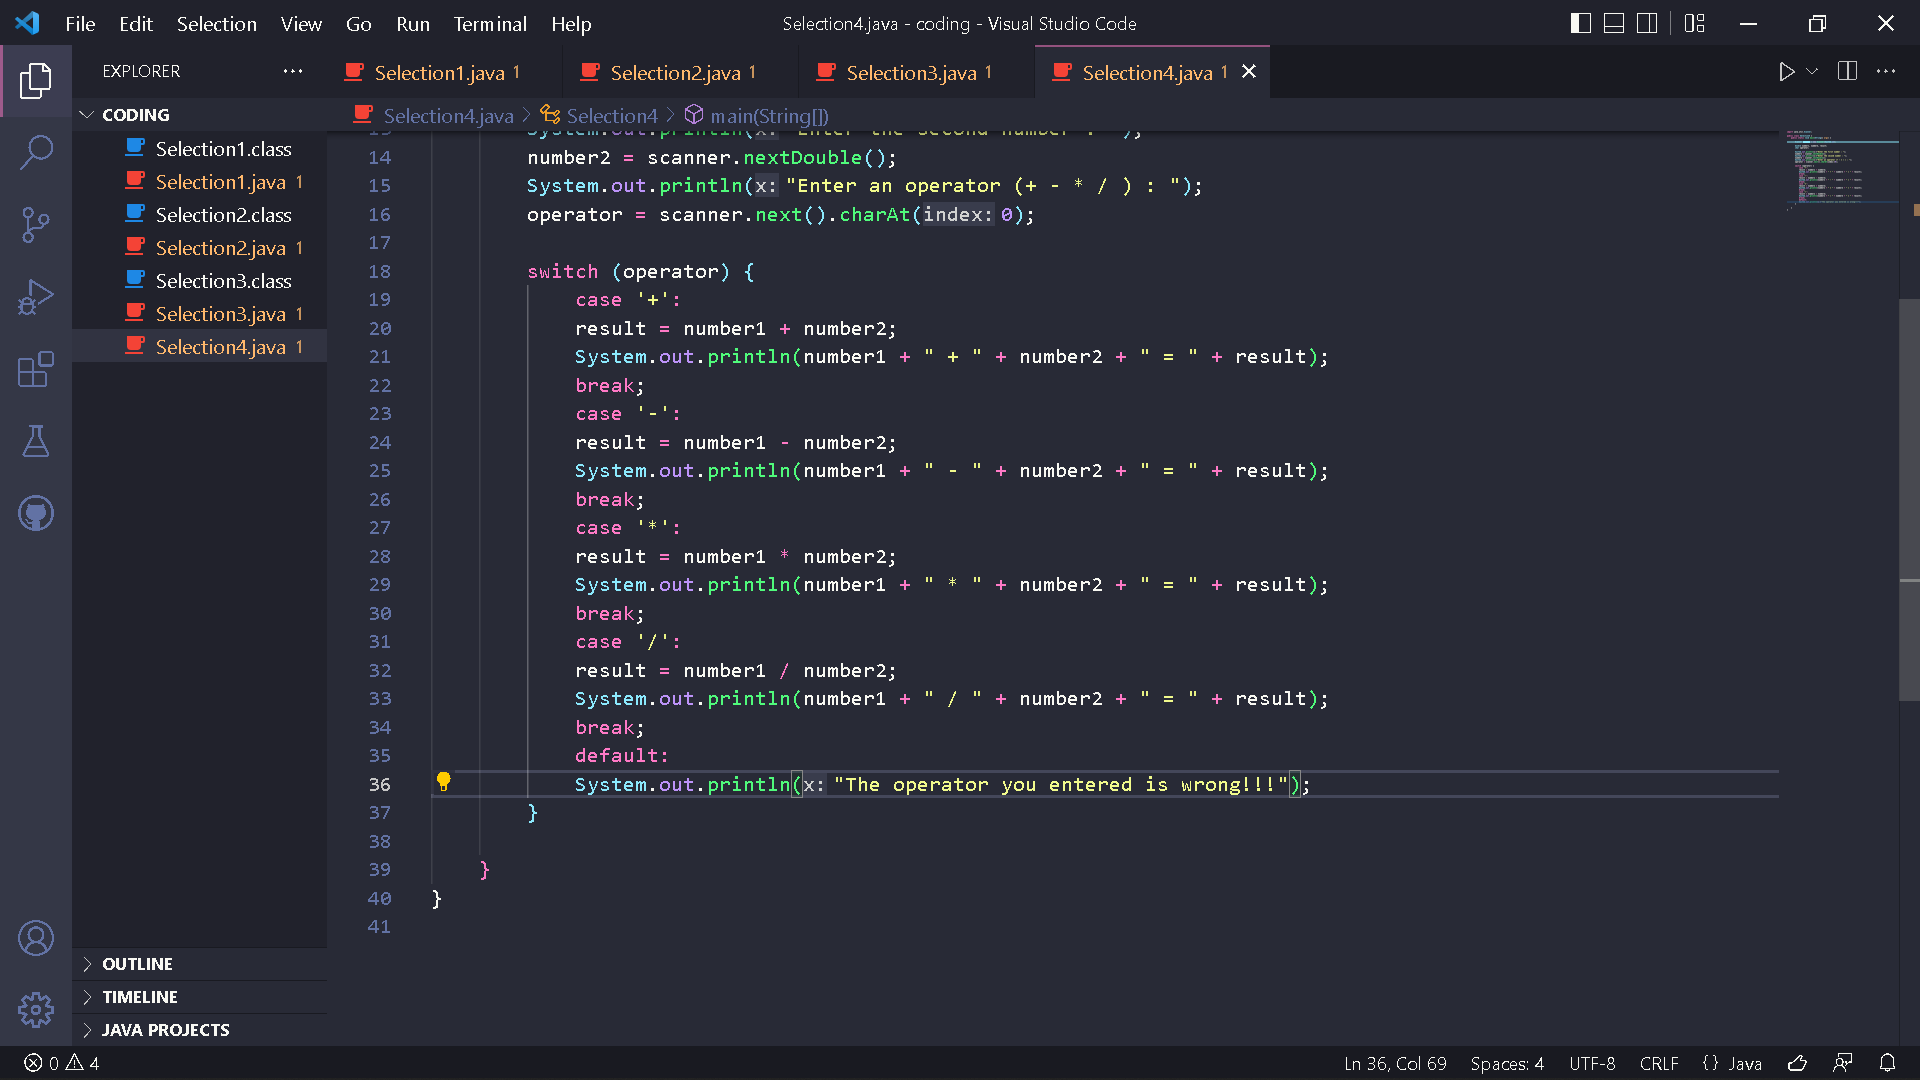 File Edit Selection View Go Run Terminal Help
Selection4.java - coding - Visual Studio Code
EXPLORER
Selection1.java 1
Selection2.java 1
Selection3.java 1
Selection4.java 1
CODING
Selection4.java > Selection4 > main(String[])
Selection1.class
Selection1.java 1
Selection2.class
Selection2.java 1
Selection3.class
Selection3.java 1
Selection4.java 1
OUTLINE
TIMELINE
JAVA PROJECTS
13 System.out.println(x: "Enter the second number : ");
14 number2 = scanner.nextDouble();
15 System.out.println(x: "Enter an operator (+ - * / ) : ");
16 operator = scanner.next().charAt(index: 0);
17
18 switch (operator) {
19 case '+':
20 result = number1 + number2;
21 System.out.println(number1 + " + " + number2 + " = " + result);
22 break;
23 case '-':
24 result = number1 - number2;
25 System.out.println(number1 + " - " + number2 + " = " + result);
26 break;
27 case '*':
28 result = number1 * number2;
29 System.out.println(number1 + " * " + number2 + " = " + result);
30 break;
31 case '/':
32 result = number1 / number2;
33 System.out.println(number1 + " / " + number2 + " = " + result);
34 break;
35 default:
36 System.out.println(x: "The operator you entered is wrong!!!");
37 }
38
39 }
40 }
41
0 4
Ln 36, Col 69 Spaces: 4 UTF-8 CRLF {} Java